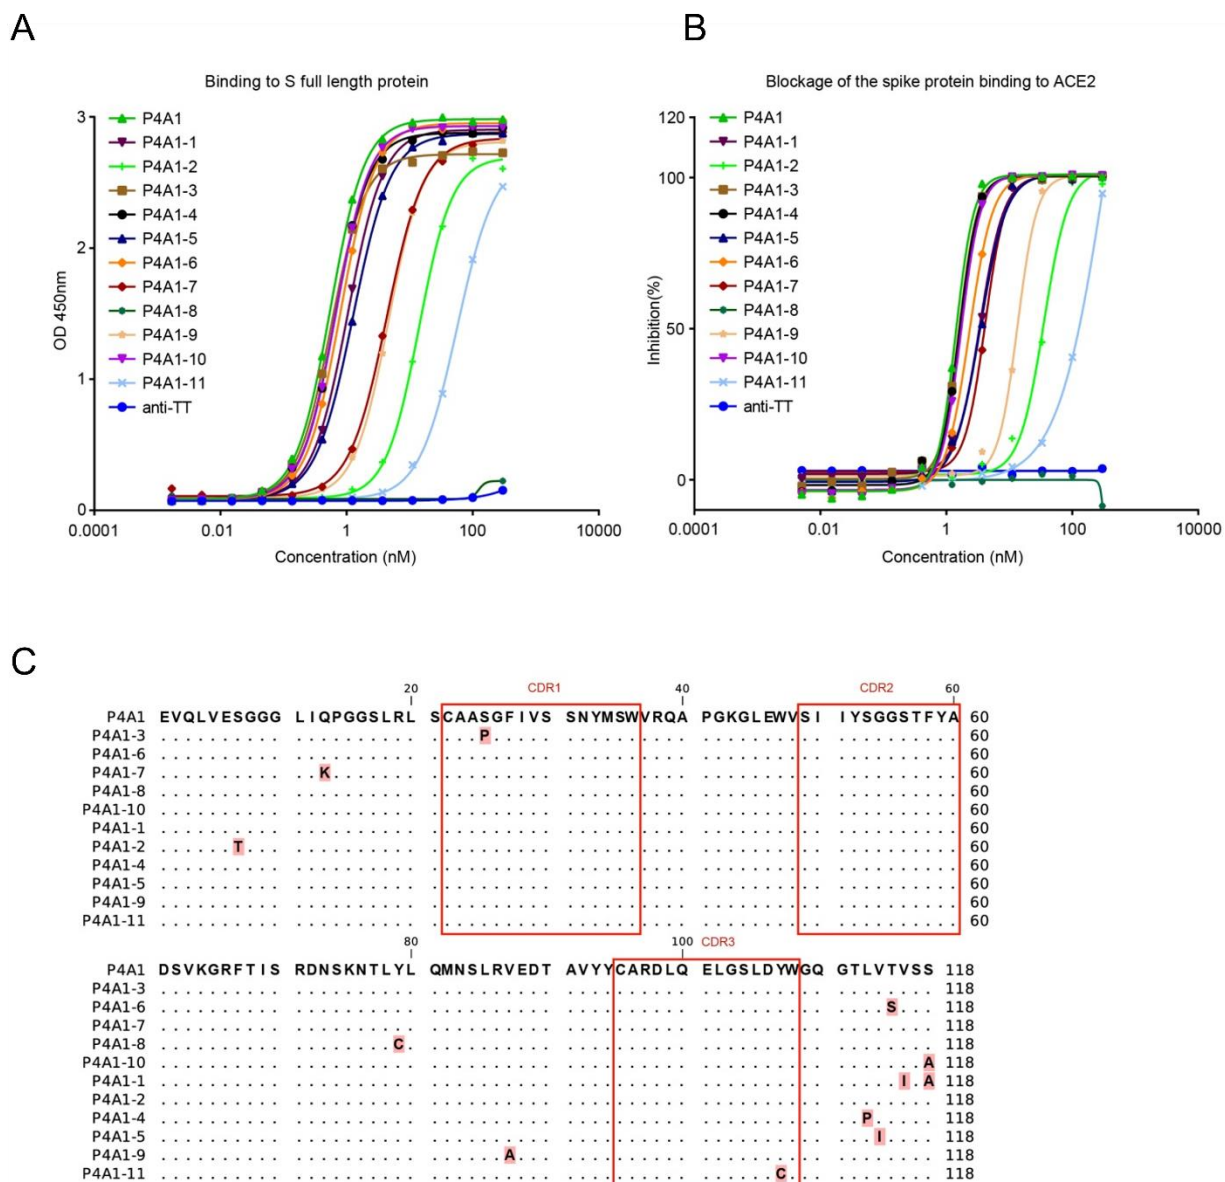 A
B
Binding to S full length protein
Blockage of the spike protein binding to ACE2
OD 450nm
3
2
1
0
P4A1
P4A1-1
P4A1-2
P4A1-3
P4A1-4
P4A1-5
P4A1-6
P4A1-7
P4A1-8
P4A1-9
P4A1-10
P4A1-11
anti-TT
0.0001 0.01 1 100 10000
Concentration (nM)
Inhibition(%)
120
100
50
0
P4A1
P4A1-1
P4A1-2
P4A1-3
P4A1-4
P4A1-5
P4A1-6
P4A1-7
P4A1-8
P4A1-9
P4A1-10
P4A1-11
anti-TT
0.0001 0.01 1 100 10000
Concentration (nM)
C
20 CDR1 40 CDR2 60
P4A1 EVQLVESGGG LIQPGGSLRL SCAASGFIVS SNYMSWVRQA PGKGLEWVSI IYSGGSTFYA 60
P4A1-3 .......... .......... ....P..... .......... .......... .......... 60
P4A1-6 .......... .......... .......... .......... .......... .......... 60
P4A1-7 .......... ..K....... .......... .......... .......... .......... 60
P4A1-8 .......... .......... .......... .......... .......... .......... 60
P4A1-10 .......... .......... .......... .......... .......... .......... 60
P4A1-1 .......... .......... .......... .......... .......... .......... 60
P4A1-2 ......T... .......... .......... .......... .......... .......... 60
P4A1-4 .......... .......... .......... .......... .......... .......... 60
P4A1-5 .......... .......... .......... .......... .......... .......... 60
P4A1-9 .......... .......... .......... .......... .......... .......... 60
P4A1-11 .......... .......... .......... .......... .......... .......... 60
80 100 CDR3
P4A1 DSVKGRFTIS RDNSKNTLYL QMNSLRVEDT AVYYCARDLQ ELGSLDYWGQ GTLVTVSS 118
P4A1-3 .......... .......... .......... .......... .......... ........ 118
P4A1-6 .......... .......... .......... .......... .......... ....S... 118
P4A1-7 .......... .......... .......... .......... .......... ........ 118
P4A1-8 .......... ........C. .......... .......... .......... ........ 118
P4A1-10 .......... .......... .......... .......... .......... .......A 118
P4A1-1 .......... .......... .......... .......... .......... .....I.A 118
P4A1-2 .......... .......... .......... .......... .......... ........ 118
P4A1-4 .......... .......... .......... .......... .......... ..P..... 118
P4A1-5 .......... .......... .......... .......... .......... ...I.... 118
P4A1-9 .......... .......... ......A... .......... .......... ........ 118
P4A1-11 .......... .......... .......... .......... ......C... ........ 118